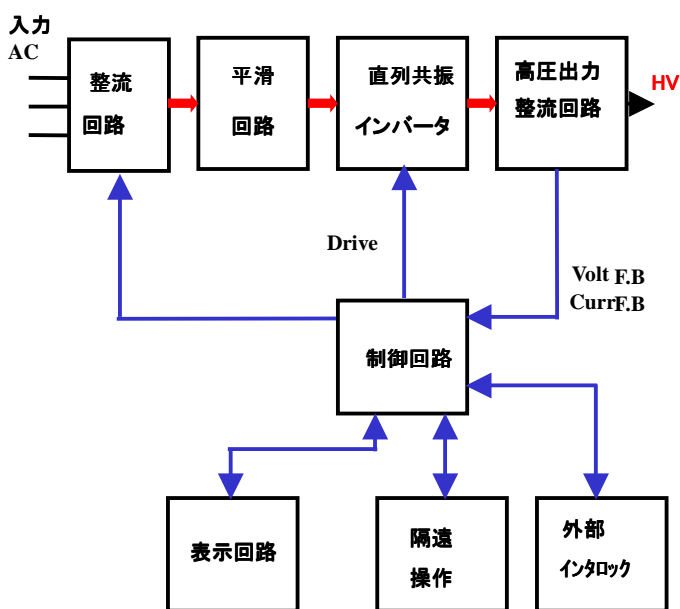 入力
AC
整流
回路
平滑
回路
直列共振
インバータ
高圧出力
整流回路
HV
Drive
Volt F.B
CurrF.B
制御回路
表示回路
隔遠
操作
外部
インタロック